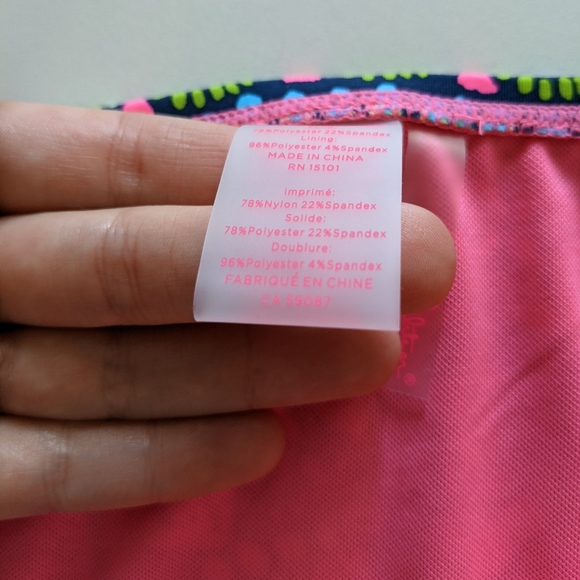 78%Polyester 22%Spandex
Lining:
96%Polyester 4%Spandex
MADE IN CHINA
RN 15101
Imprimé:
78%Nylon 22%Spandex
Solide:
78%Polyester 22%Spandex
Doublure:
96%Polyester 4%Spandex
FABRIQUÉ EN CHINE
CA 39087
®